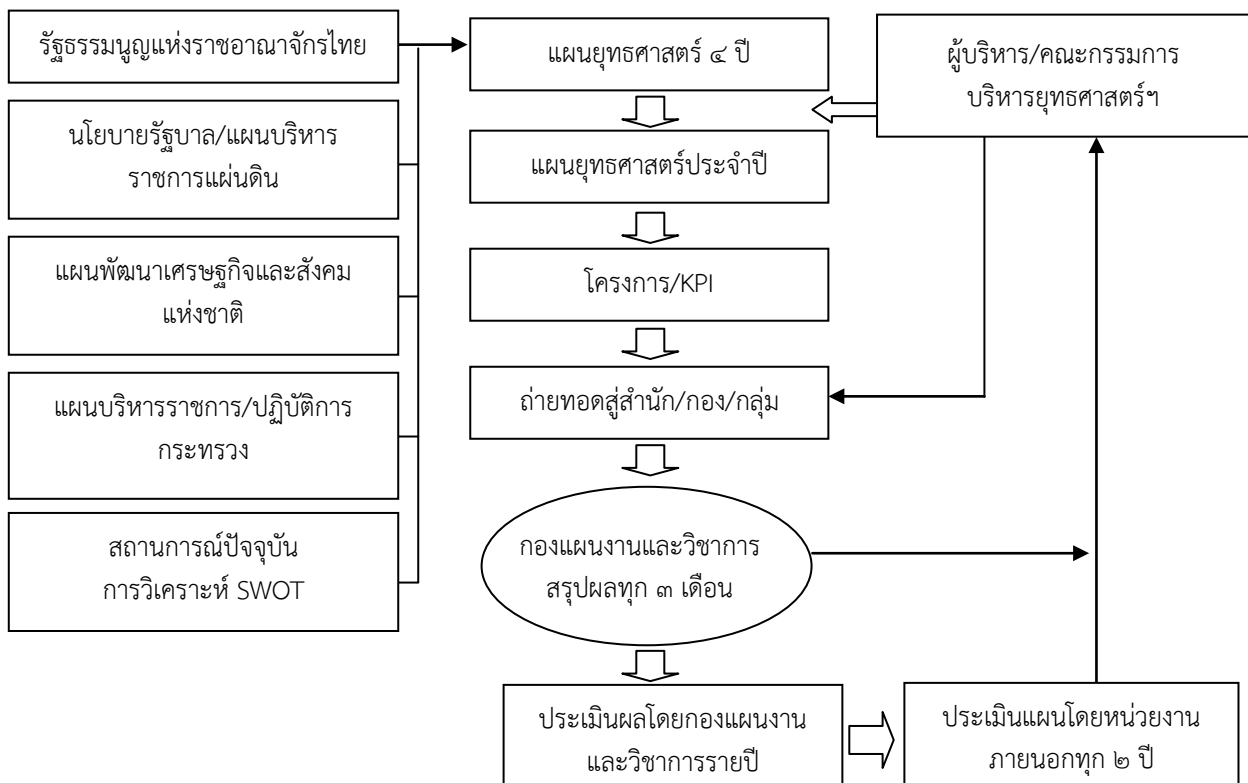 รัฐธรรมนูญแห่งราชอาณาจักรไทย
นโยบายรัฐบาล/แผนบริหาร
ราชการแผ่นดิน
แผนพัฒนาเศรษฐกิจและสังคม
แห่งชาติ
แผนบริหารราชการ/ปฏิบัติการ
กระทรวง
สถานการณ์ปัจจุบัน
การวิเคราะห์ SWOT
แผนยุทธศาสตร์ ๔ ปี
แผนยุทธศาสตร์ประจำปี
โครงการ/KPI
ถ่ายทอดสู่สำนัก/กอง/กลุ่ม
กองแผนงานและวิชาการ
สรุปผลทุก ๓ เดือน
ประเมินผลโดยกองแผนงาน
และวิชาการรายปี
ผู้บริหาร/คณะกรรมการ
บริหารยุทธศาสตร์ฯ
ประเมินแผนโดยหน่วยงาน
ภายนอกทุก ๒ ปี